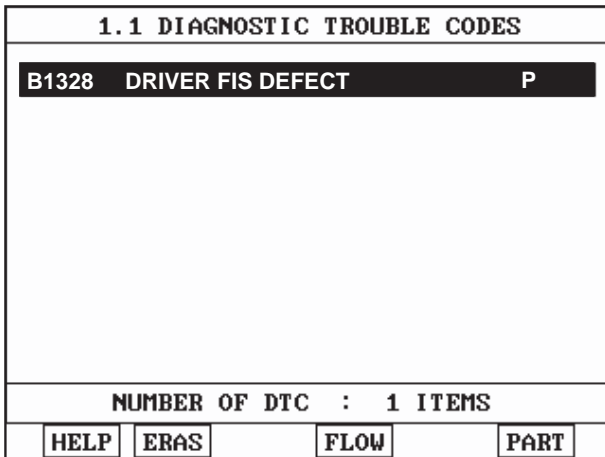 1.1 DIAGNOSTIC TROUBLE CODES
B1328 DRIVER FIS DEFECT P
NUMBER OF DTC : 1 ITEMS
HELP ERAS FLOW PART